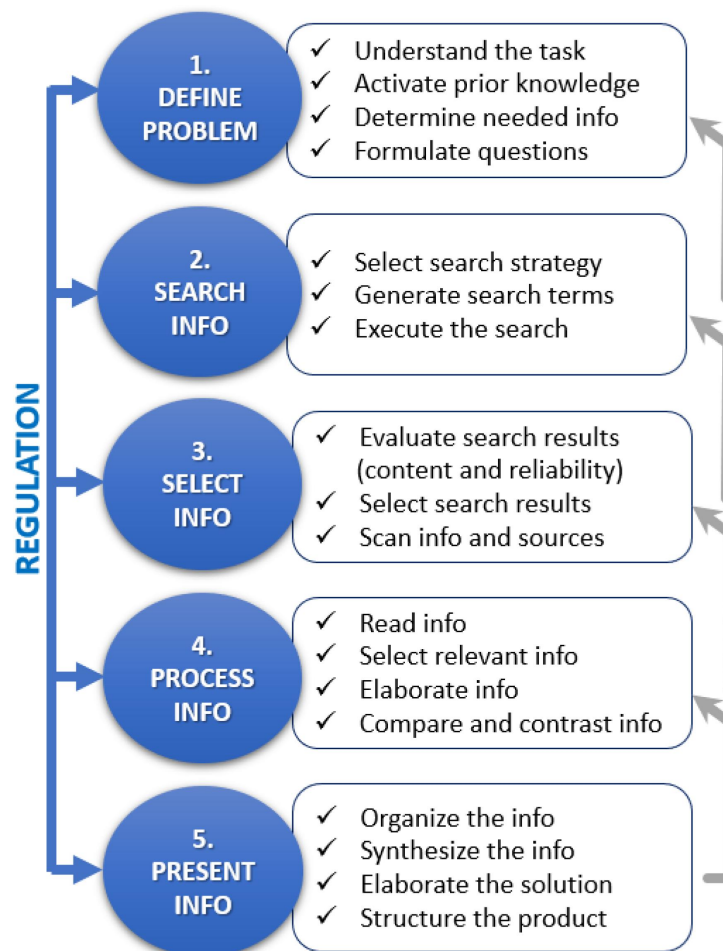 1.
DEFINE
PROBLEM
✓ Understand the task
✓ Activate prior knowledge
✓ Determine needed info
✓ Formulate questions
2.
SEARCH
INFO
✓ Select search strategy
✓ Generate search terms
✓ Execute the search
REGULATION
3.
SELECT
INFO
✓ Evaluate search results
(content and reliability)
✓ Select search results
✓ Scan info and sources
4.
PROCESS
INFO
✓ Read info
✓ Select relevant info
✓ Elaborate info
✓ Compare and contrast info
5.
PRESENT
INFO
✓ Organize the info
✓ Synthesize the info
✓ Elaborate the solution
✓ Structure the product